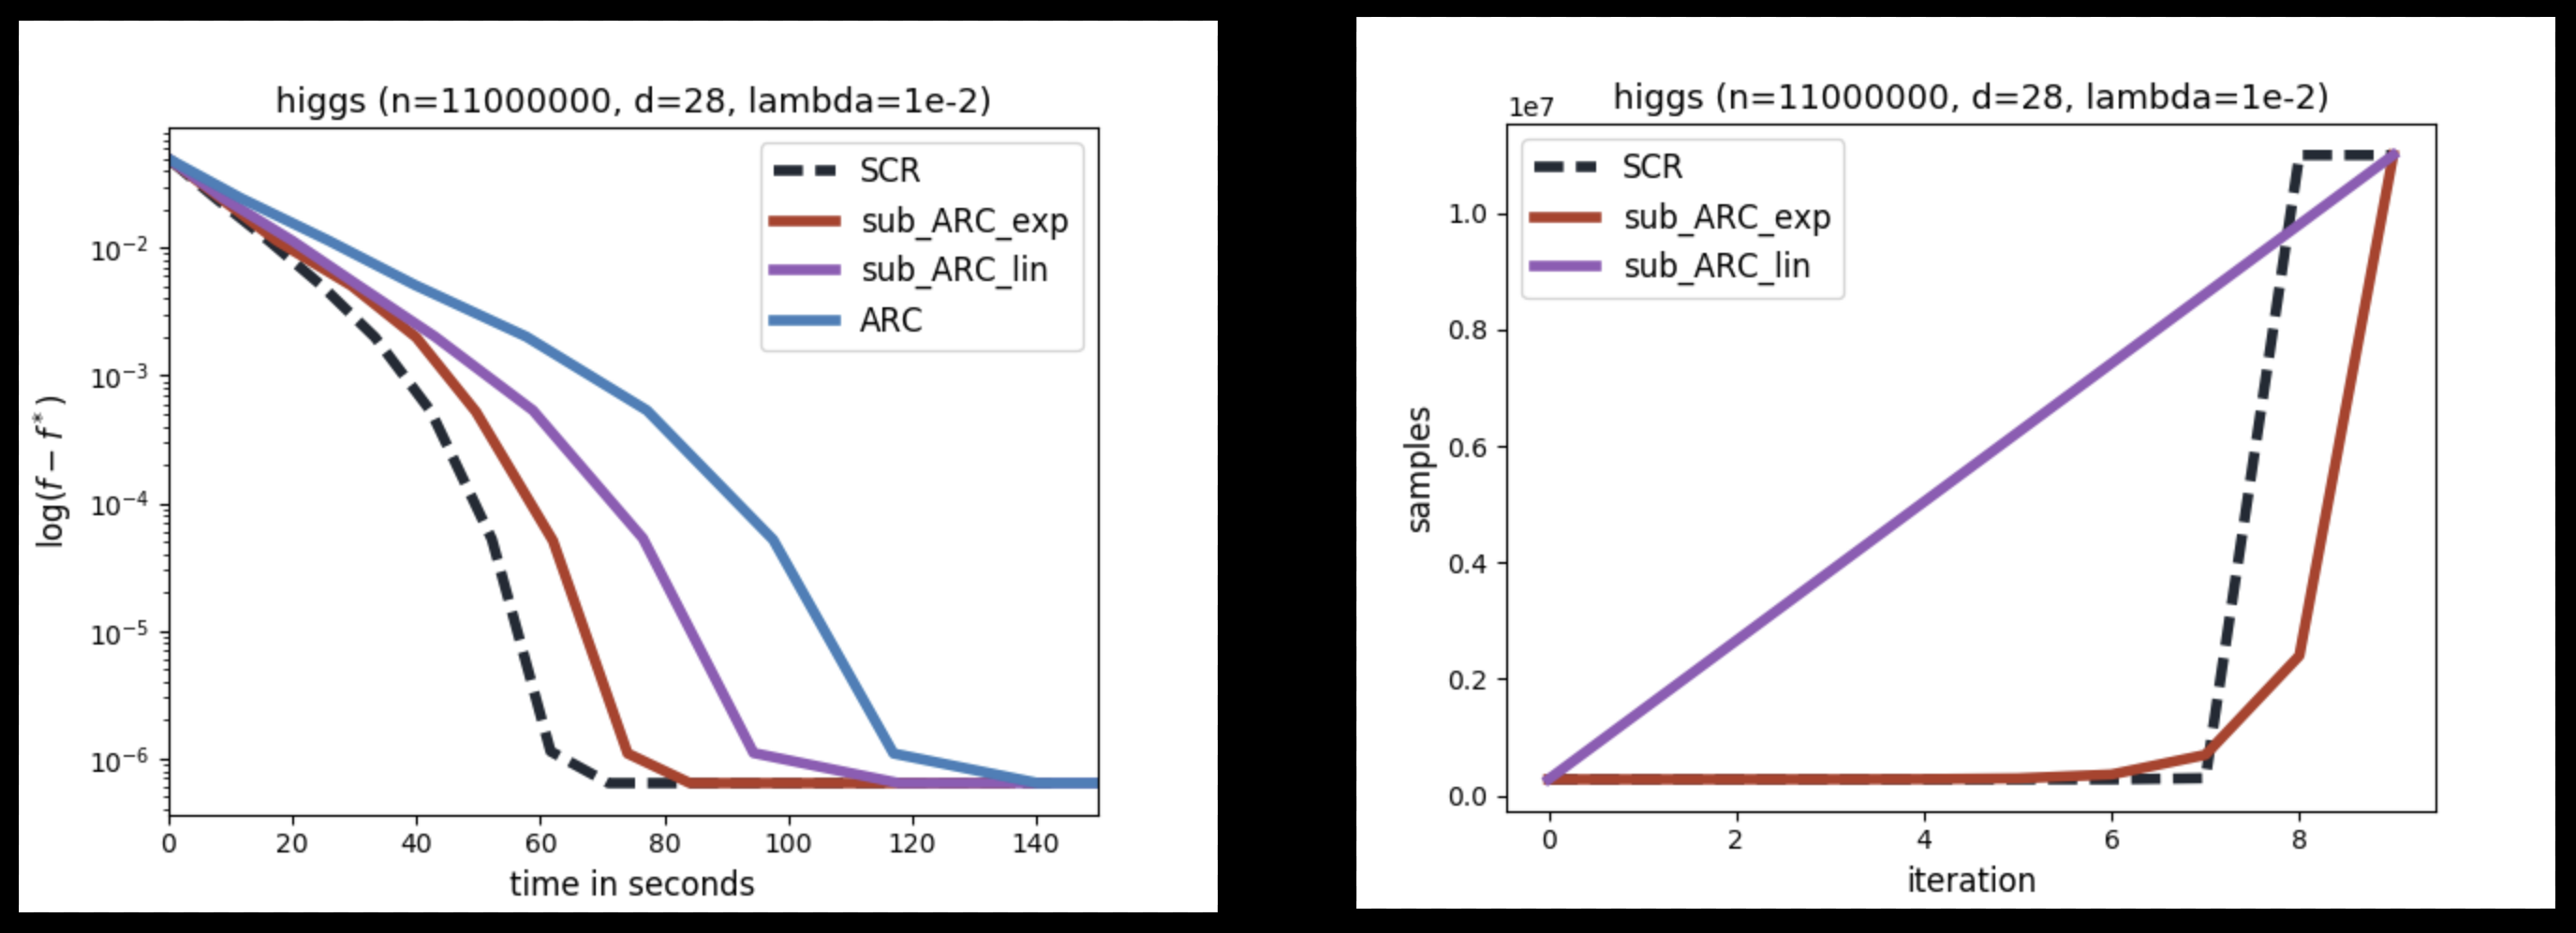 higgs (n=11000000, d=28, lambda=1e-2)
SCR
sub_ARC_exp
sub_ARC_lin
ARC
10⁻²
10⁻³
10⁻⁴
10⁻⁵
10⁻⁶
log(f − f*)
0 20 40 60 80 100 120 140
time in seconds
1e7
higgs (n=11000000, d=28, lambda=1e-2)
SCR
sub_ARC_exp
sub_ARC_lin
1.0
0.8
0.6
0.4
0.2
0.0
samples
0 2 4 6 8
iteration